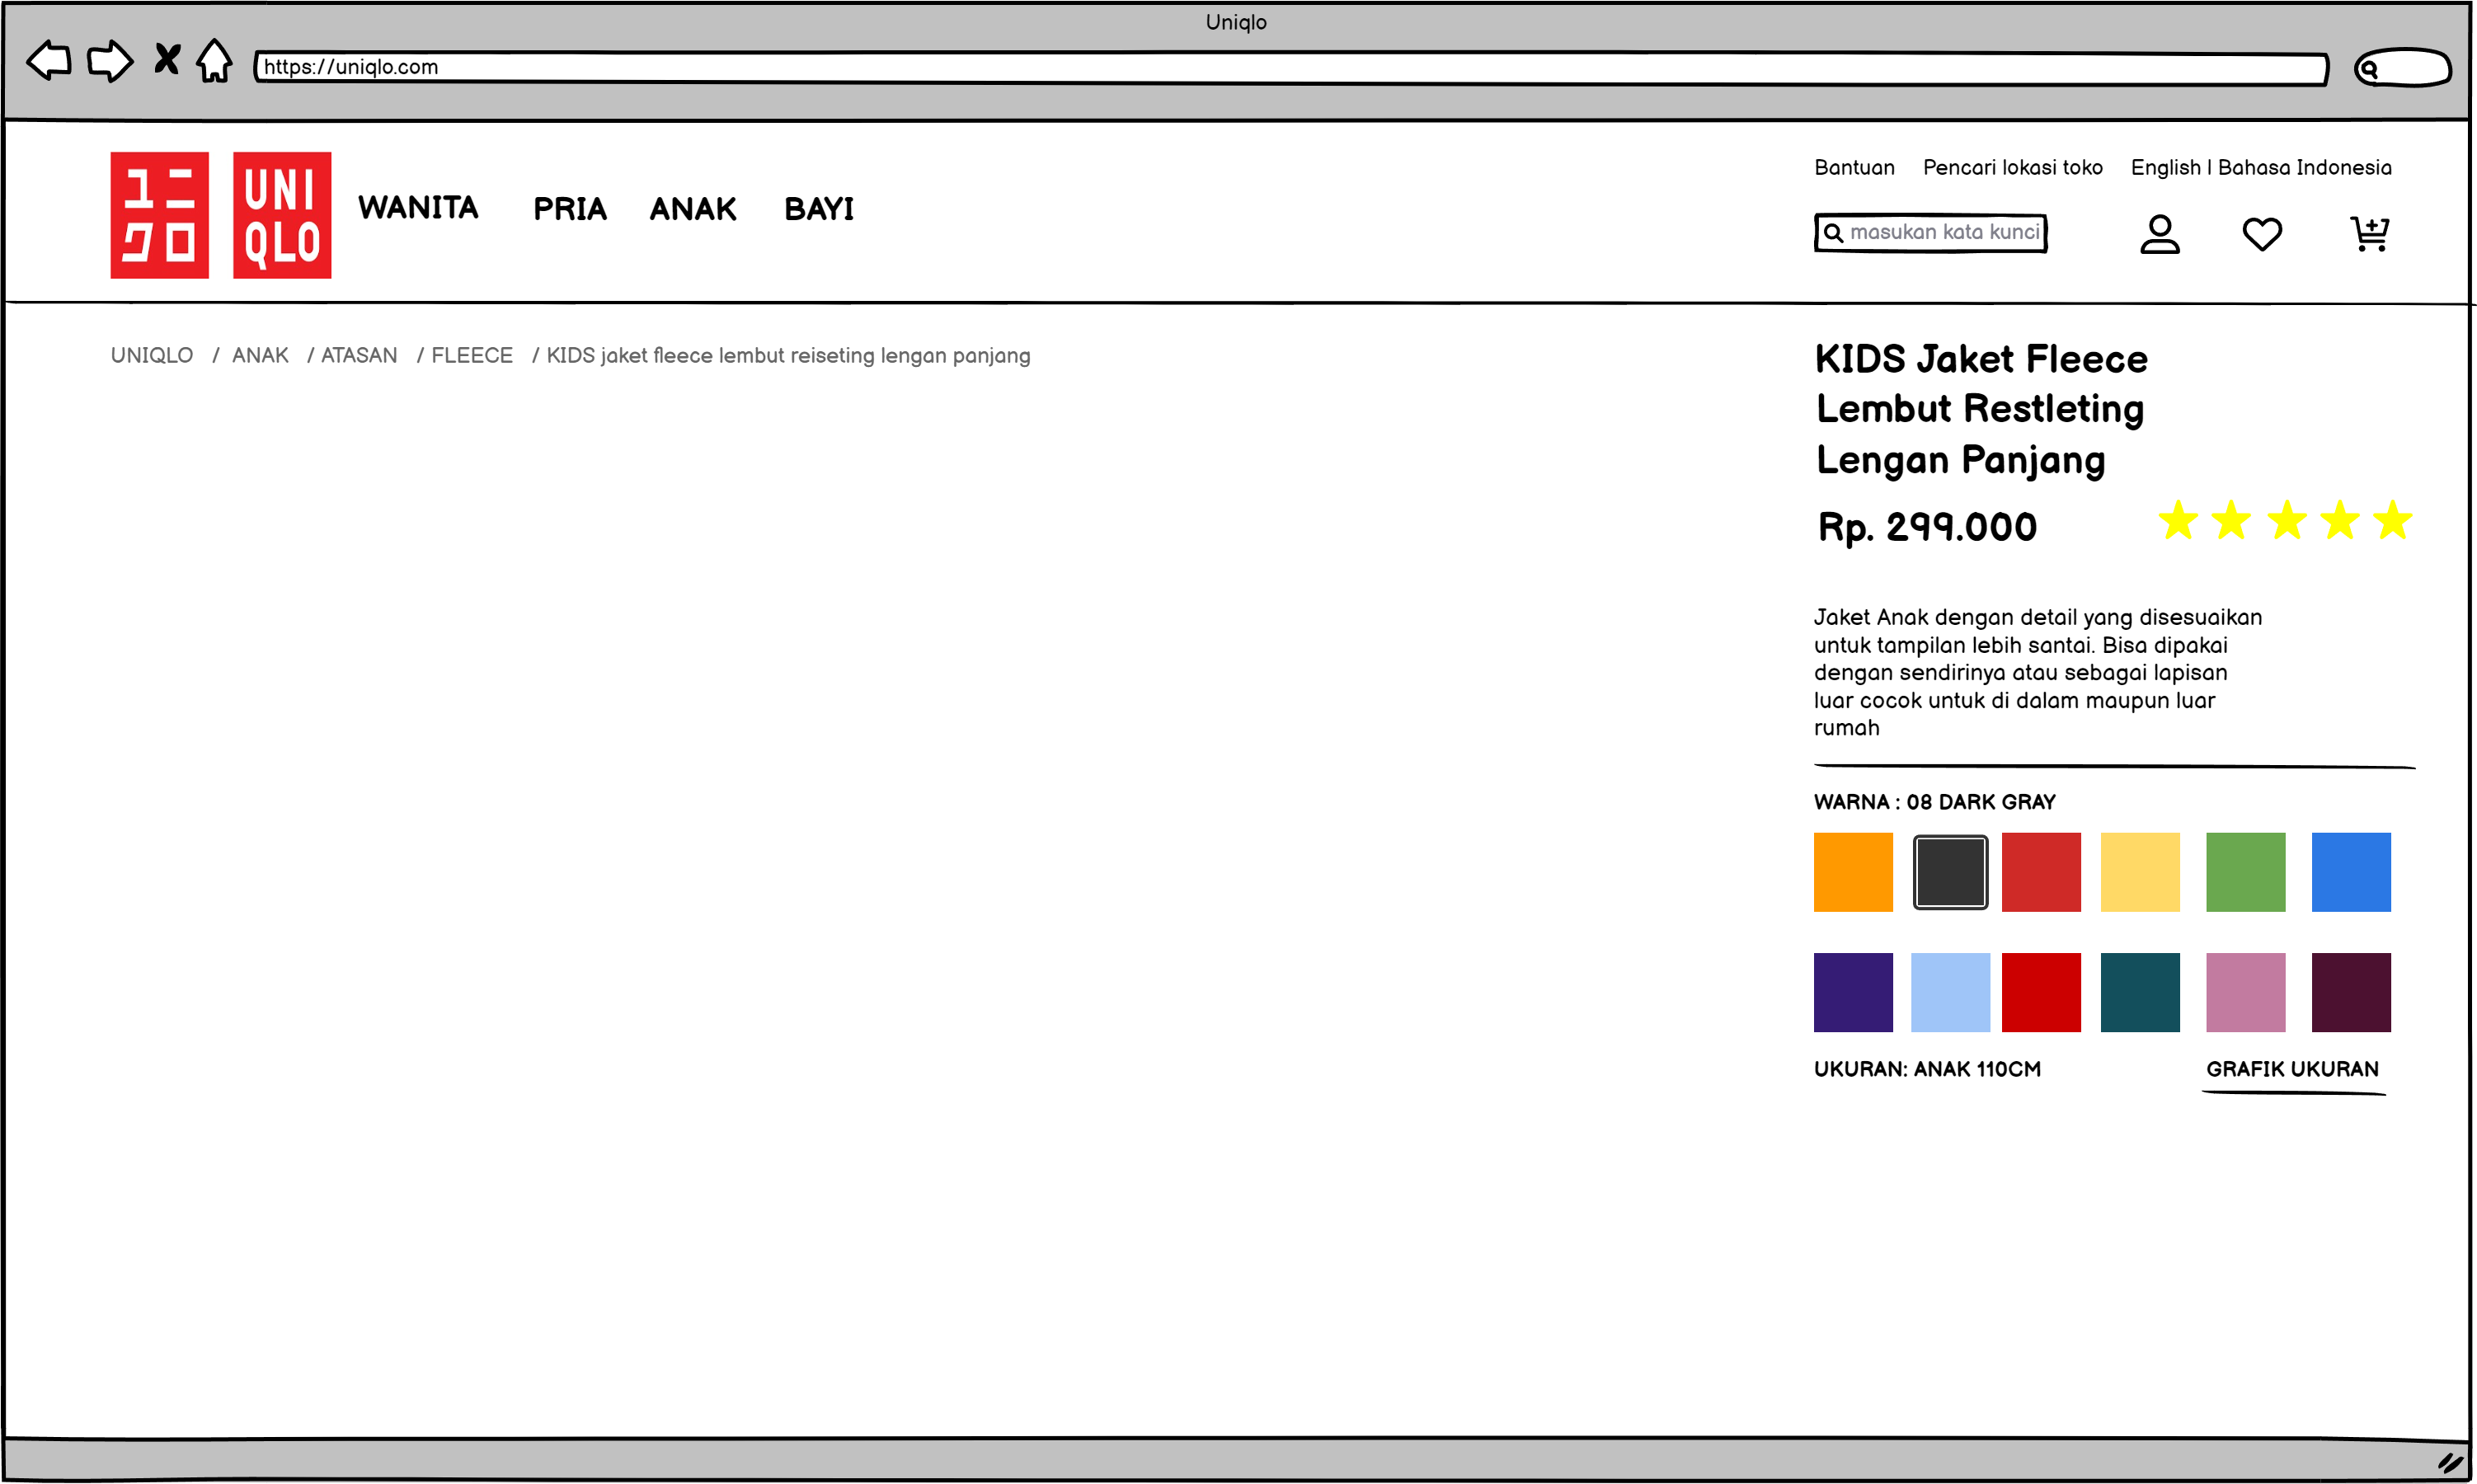 Uniqlo
https://uniqlo.com
ユニ
クロ
UNI
QLO
WANITA PRIA ANAK BAYI
Bantuan Pencari lokasi toko English | Bahasa Indonesia
masukan kata kunci
UNIQLO / ANAK / ATASAN / FLEECE / KIDS jaket fleece lembut reiseting lengan panjang
KIDS Jaket Fleece
Lembut Restleting
Lengan Panjang
Rp. 299.000
Jaket Anak dengan detail yang disesuaikan
untuk tampilan lebih santai. Bisa dipakai
dengan sendirinya atau sebagai lapisan
luar cocok untuk di dalam maupun luar
rumah
WARNA : 08 DARK GRAY
UKURAN: ANAK 110CM GRAFIK UKURAN